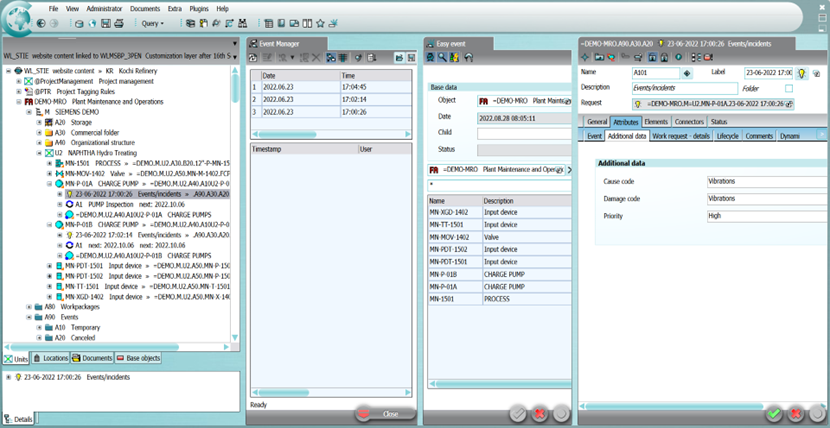 File View Administrator Documents Extra Plugins Help
Query
WL_STIE website content linked to WLMSBP_JPEN Customization layer after 16th S
WL_STIE website content » KR Kochi Refinery
@ProjectManagement Project management
@PTR Project Tagging Rules
DEMO-MRO Plant Maintenance and Operations
M SIEMENS DEMO
A20 Storage
A30 Commercial folder
A40 Organizational structure
U2 NAPHTHA Hydro Treating
MN-1501 PROCESS » =DEMO.M.U2.A30.B20.12"-P-MN-15
MN-MOV-1402 Valve » =DEMO.M.U2.A50.MN-M-1402.FCP
MN-P-01A CHARGE PUMP » =DEMO.M.U2.A40.A10U2-P-0
23-06-2022 17:00:26 Events/incidents » .A90.A30.A20
A1 PUMP Inspection next: 2022.10.06
=DEMO.M.U2.A40.A10U2-P-01A CHARGE PUMPS
MN-P-01B CHARGE PUMP » =DEMO.M.U2.A40.A10U2-P-0
23-06-2022 17:02:14 Events/incidents » .A90.A30.A20
A1 next: 2022.10.06 next: 2022.10.06
=DEMO.M.U2.A40.A10U2-P-01B CHARGE PUMPS
MN-PDT-1501 Input device » =DEMO.M.U2.A50.MN-P-150
MN-PDT-1502 Input device » =DEMO.M.U2.A50.MN-P-150
MN-TT-1501 Input device » =DEMO.M.U2.A50.MN-T-1501
MN-XGD-1402 Input device » =DEMO.M.U2.A50.MN-X-140
A80 Workpackages
A90 Events
A10 Temporary
A20 Canceled
Units Locations Documents Base objects
23-06-2022 17:00:26 Events/incidents
Details
Event Manager
Date Time
1 2022.06.23 17:04:45
2 2022.06.23 17:02:14
3 2022.06.23 17:00:26
Timestamp User
Ready
Close
Easy event
Base data
Object =DEMO-MRO Plant Mainten
Date 2022.08.28 08:05:11
Child
Status
=DEMO-MRO Plant Maintenance and Oper
*
Name Description
MN-XGD-1402 Input device
MN-TT-1501 Input device
MN-MOV-1402 Valve
MN-PDT-1502 Input device
MN-PDT-1501 Input device
MN-P-01B CHARGE PUMP
MN-P-01A CHARGE PUMP
MN-1501 PROCESS
=DEMO-MRO.A90.A30.A20 23-06-2022 17:00:26 Events/incidents
Name A101 Label 23-06-2022 17:00
Description Events/incidents Folder
Request =DEMO-MRO.M=U2.MN-P-01A.23-06-2022 17:00:26
General Attributes Elements Connectors Status
Event Additional data Work request - details Lifecycle Comments Dynami
Additional data
Cause code Vibrations
Damage code Vibrations
Priority High